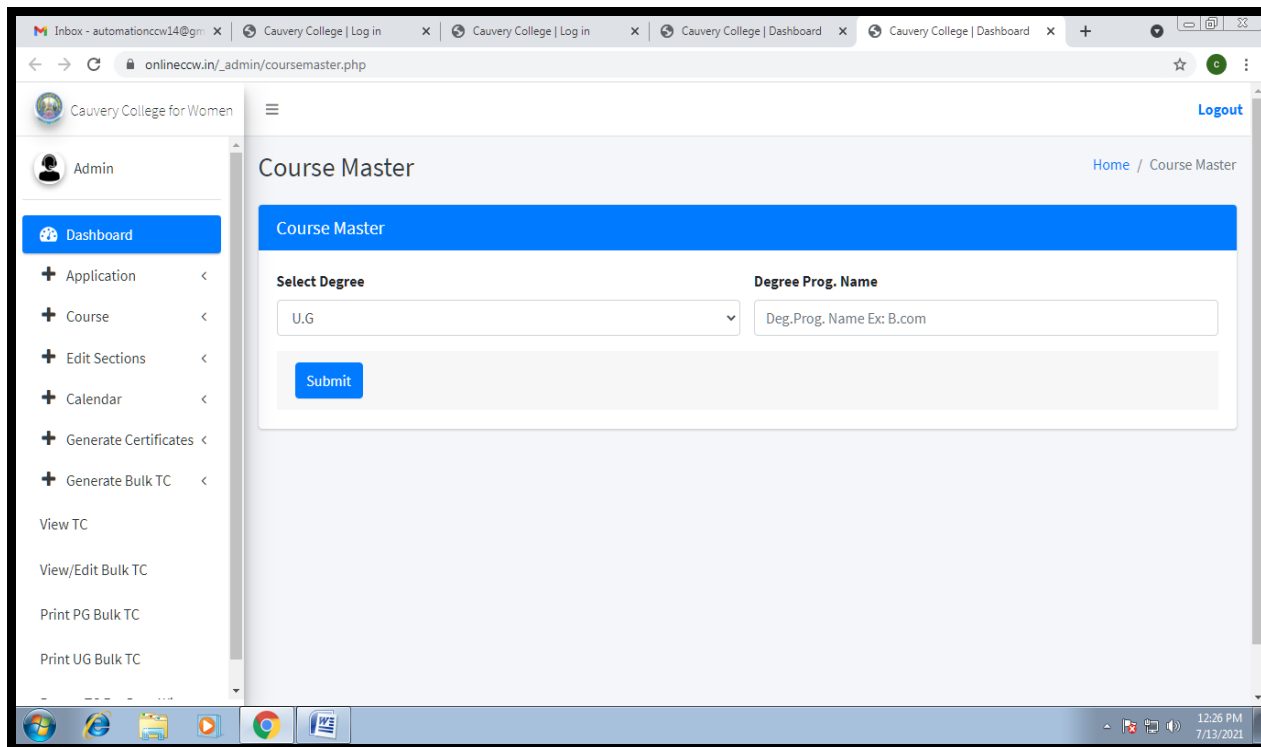 Inbox - automationccw14@gm
Cauvery College | Log in
Cauvery College | Log in
Cauvery College | Dashboard
Cauvery College | Dashboard
onlineccw.in/_admin/coursemaster.php
C
Cauvery College for Women
Logout
Admin
Course Master
Home / Course Master
Dashboard
Course Master
Application
Select Degree
Degree Prog. Name
Course
U.G
Deg.Prog. Name Ex: B.com
Edit Sections
Submit
Calendar
Generate Certificates
Generate Bulk TC
View TC
View/Edit Bulk TC
Print PG Bulk TC
Print UG Bulk TC
12:26 PM
7/13/2021